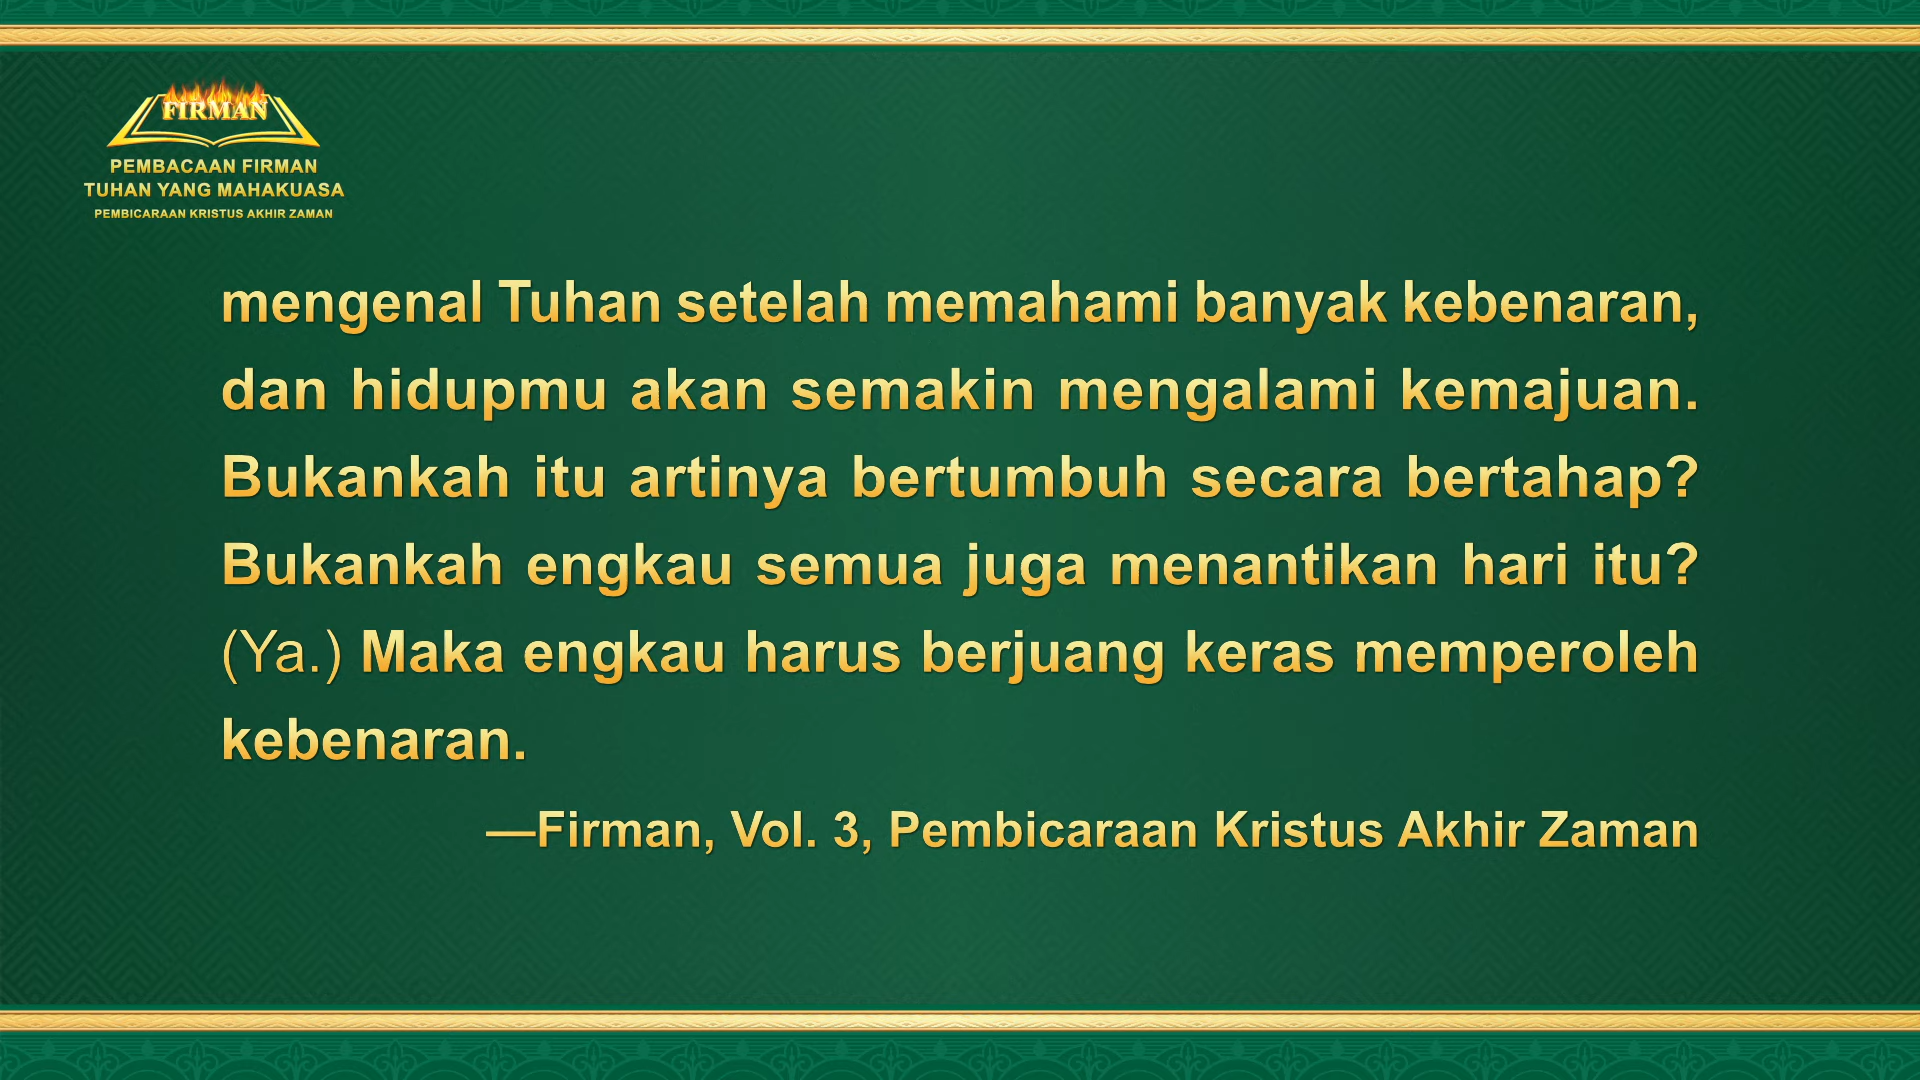 FIRMAN
PEMBACAAN FIRMAN
TUHAN YANG MAHAKUASA
PEMBICARAAN KRISTUS AKHIR ZAMAN
mengenal Tuhan setelah memahami banyak kebenaran,
dan hidupmu akan semakin mengalami kemajuan.
Bukankah itu artinya bertumbuh secara bertahap?
Bukankah engkau semua juga menantikan hari itu?
(Ya.) Maka engkau harus berjuang keras memperoleh
kebenaran.
—Firman, Vol. 3, Pembicaraan Kristus Akhir Zaman